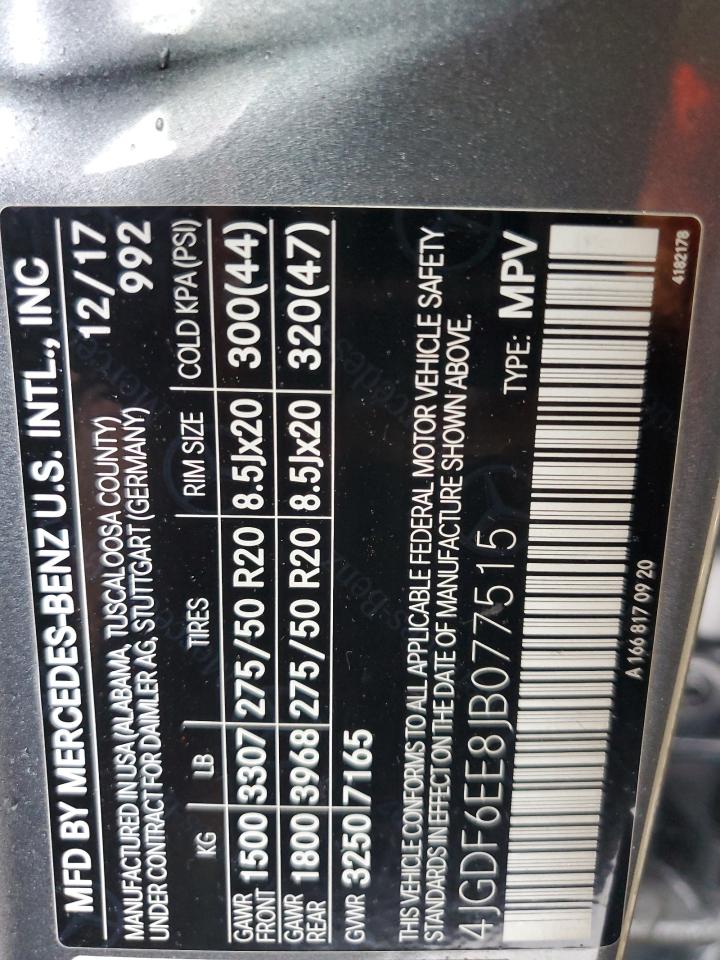 MFD BY MERCEDES-BENZ U.S. INTL., INC
12/17
MANUFACTURED IN USA (ALABAMA, TUSCALOOSA COUNTY)
UNDER CONTRACT FOR DAIMLER AG, STUTTGART (GERMANY)
992
KG LB TIRES RIM SIZE COLD KPA (PSI)
GAWR FRONT 1500 3307 275/50 R20 8.5Jx20 300(44)
GAWR REAR 1800 3968 275/50 R20 8.5Jx20 320(47)
GVWR 3250 7165
THIS VEHICLE CONFORMS TO ALL APPLICABLE FEDERAL MOTOR VEHICLE SAFETY
STANDARDS IN EFFECT ON THE DATE OF MANUFACTURE SHOWN ABOVE.
4JGDF6EE8JB077515 TYPE: MPV
A 166 817 09 20
4182178